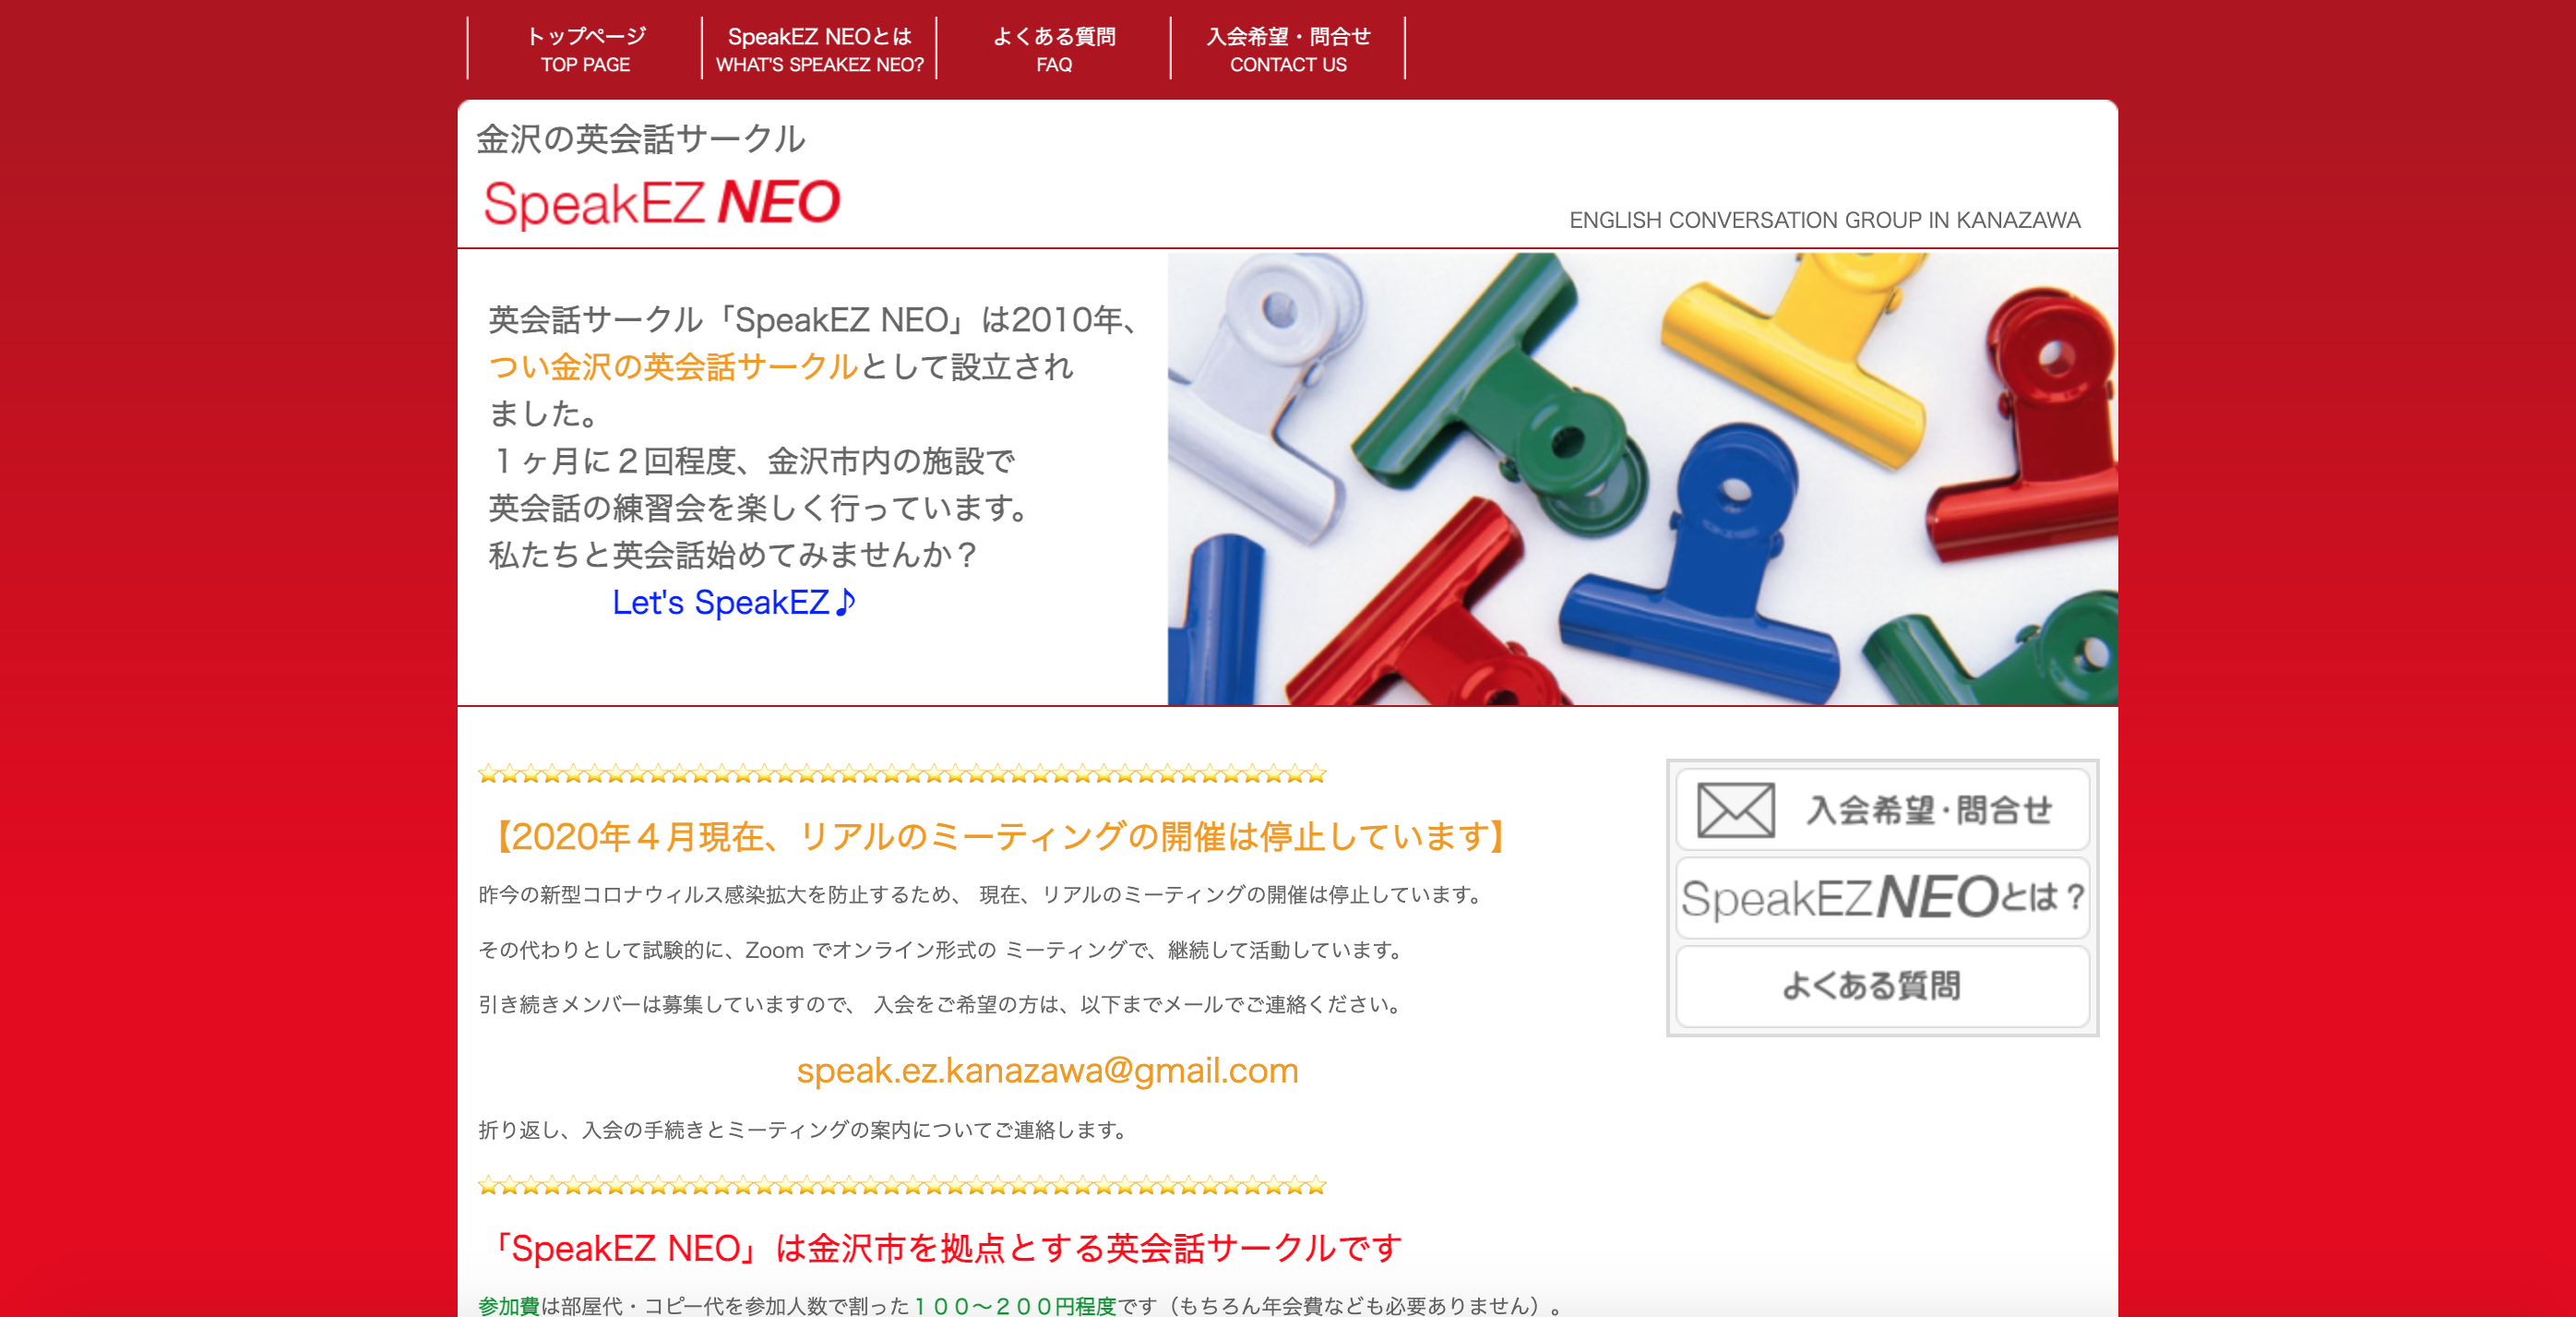 トップページ
TOP PAGE
SpeakEZ NEOとは
WHAT'S SPEAKEZ NEO?
よくある質問
FAQ
入会希望・問合せ
CONTACT US
金沢の英会話サークル
SpeakEZ NEO
ENGLISH CONVERSATION GROUP IN KANAZAWA
英会話サークル「SpeakEZ NEO」は2010年、
つい金沢の英会話サークルとして設立され
ました。
１ヶ月に２回程度、金沢市内の施設で
英会話の練習会を楽しく行っています。
私たちと英会話始めてみませんか？
Let's SpeakEZ♪
【2020年４月現在、リアルのミーティングの開催は停止しています】
昨今の新型コロナウィルス感染拡大を防止するため、 現在、リアルのミーティングの開催は停止しています。
その代わりとして試験的に、Zoom でオンライン形式の ミーティングで、継続して活動しています。
引き続きメンバーは募集していますので、 入会をご希望の方は、以下までメールでご連絡ください。
speak.ez.kanazawa@gmail.com
折り返し、入会の手続きとミーティングの案内についてご連絡します。
「SpeakEZ NEO」は金沢市を拠点とする英会話サークルです
参加費は部屋代・コピー代を参加人数で割った１００〜２００円程度です（もちろん年会費なども必要ありません）。
入会希望・問合せ
SpeakEZ NEOとは？
よくある質問